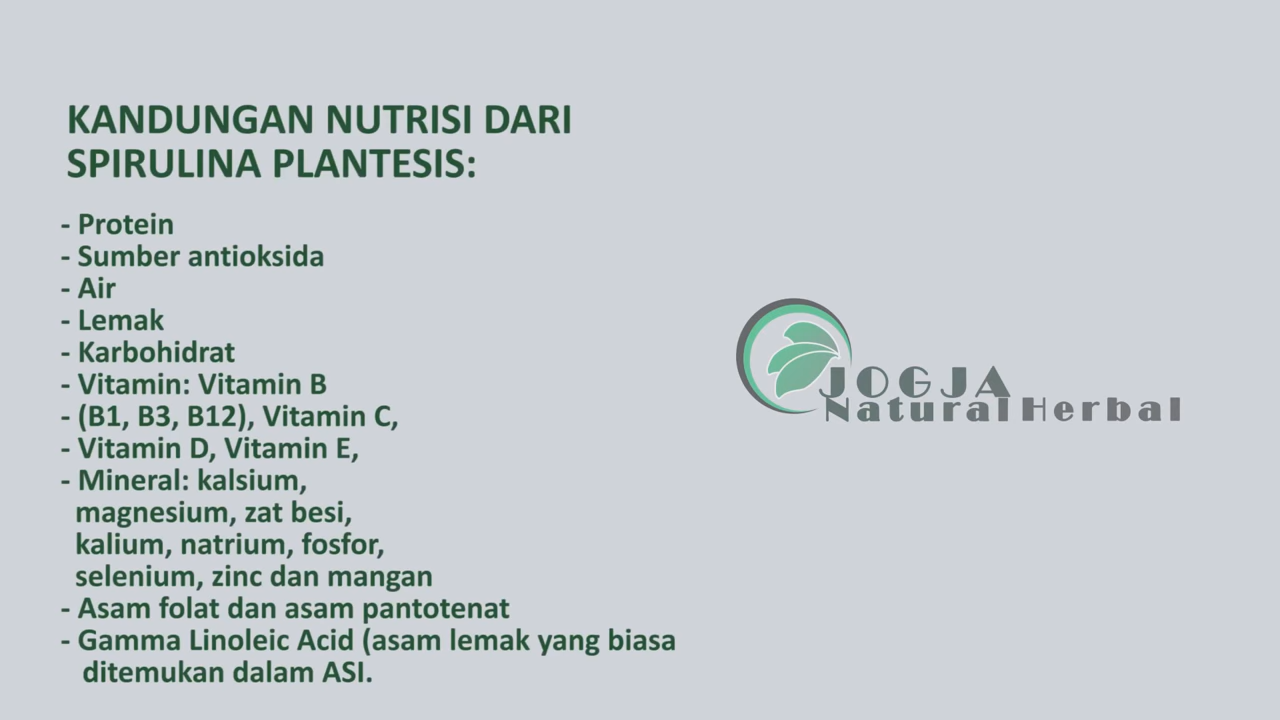 KANDUNGAN NUTRISI DARI
SPIRULINA PLANTESIS:
- Protein
- Sumber antioksida
- Air
- Lemak
- Karbohidrat
- Vitamin: Vitamin B
- (B1, B3, B12), Vitamin C,
- Vitamin D, Vitamin E,
- Mineral: kalsium,
magnesium, zat besi,
kalium, natrium, fosfor,
selenium, zinc dan mangan
- Asam folat dan asam pantotenat
- Gamma Linoleic Acid (asam lemak yang biasa
ditemukan dalam ASI.
JOGJA
Natural Herbal